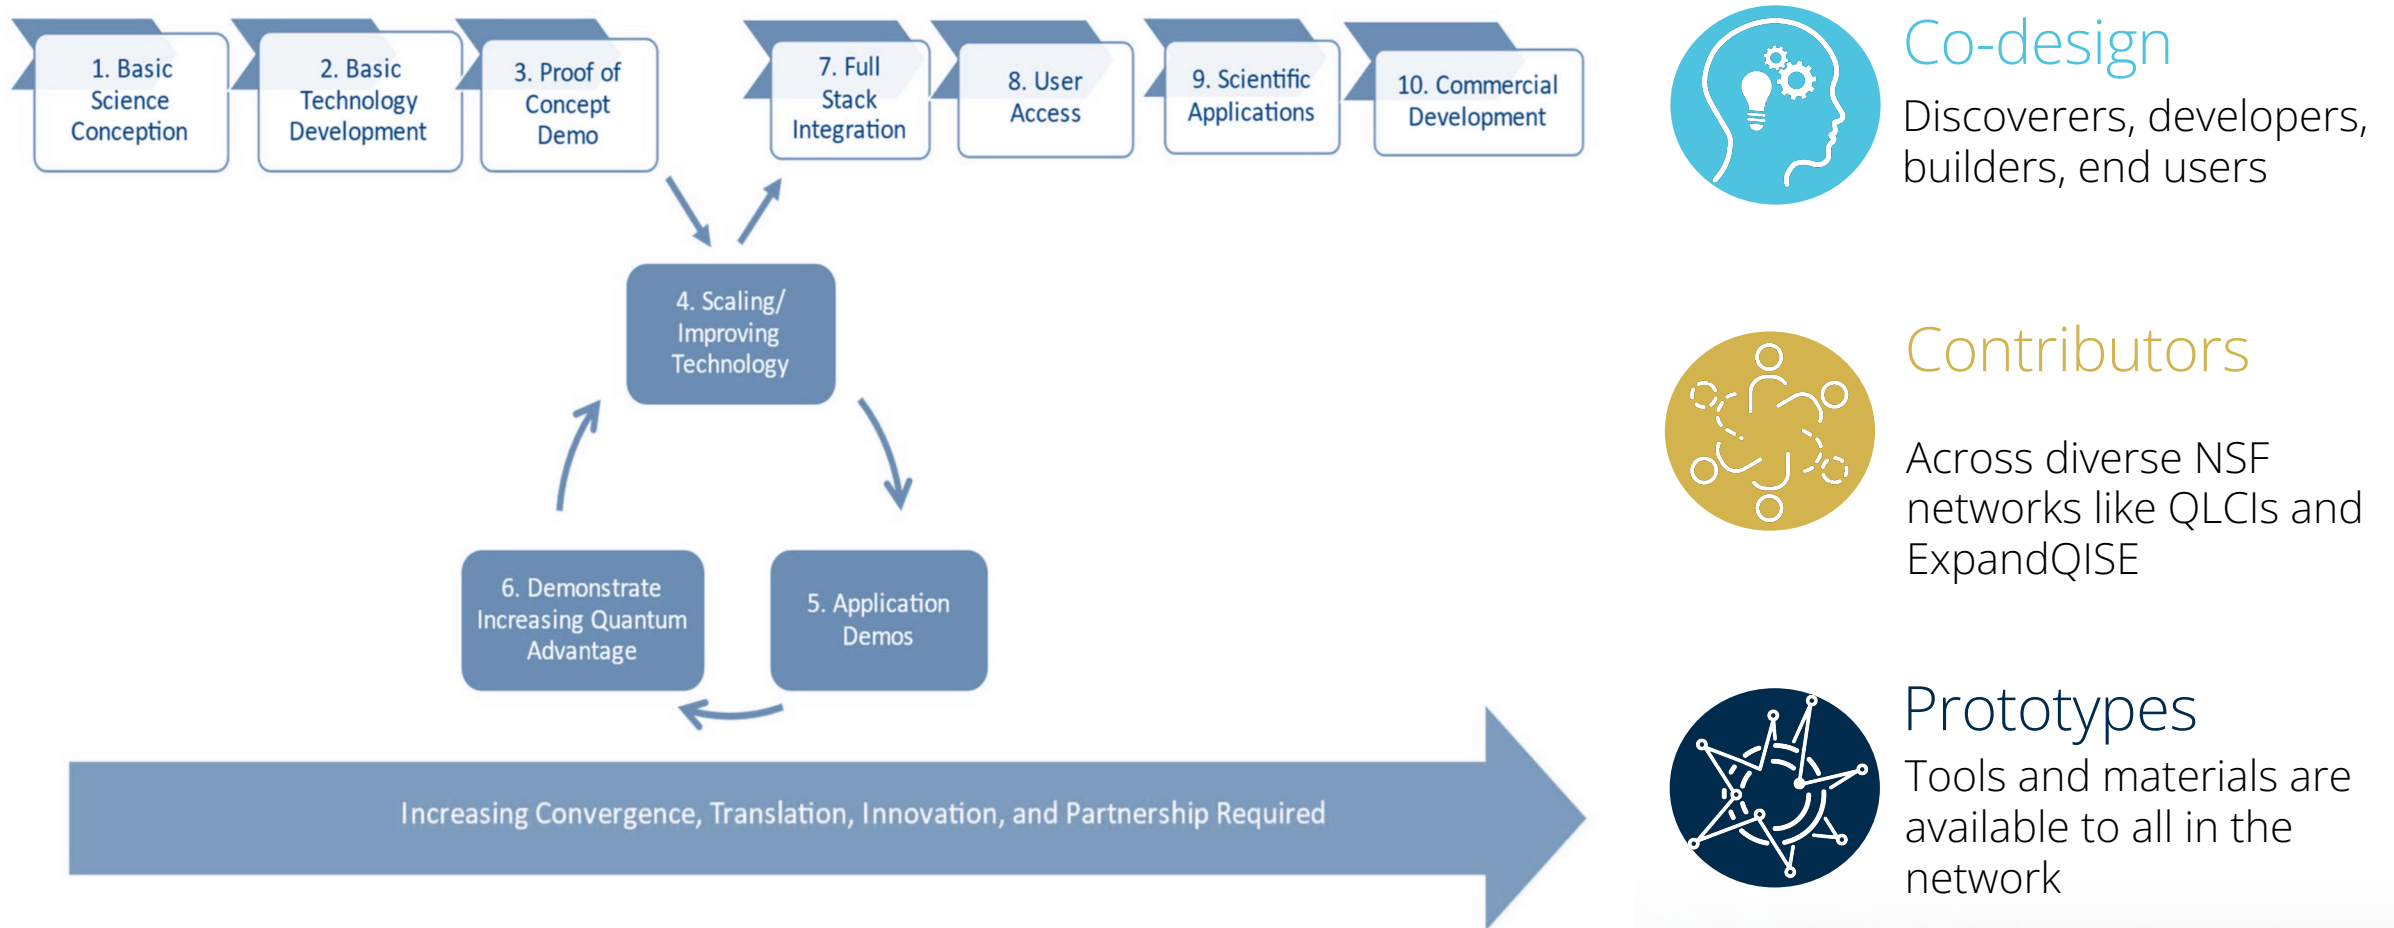 1. Basic
Science
Conception
2. Basic
Technology
Development
3. Proof of
Concept
Demo
7. Full
Stack
Integration
8. User
Access
9. Scientific
Applications
10. Commercial
Development
4. Scaling/
Improving
Technology
6. Demonstrate
Increasing Quantum
Advantage
5. Application
Demos
Increasing Convergence, Translation, Innovation, and Partnership Required
Co-design
Discoverers, developers,
builders, end users
Contributors
Across diverse NSF
networks like QLCIs and
ExpandQISE
Prototypes
Tools and materials are
available to all in the
network